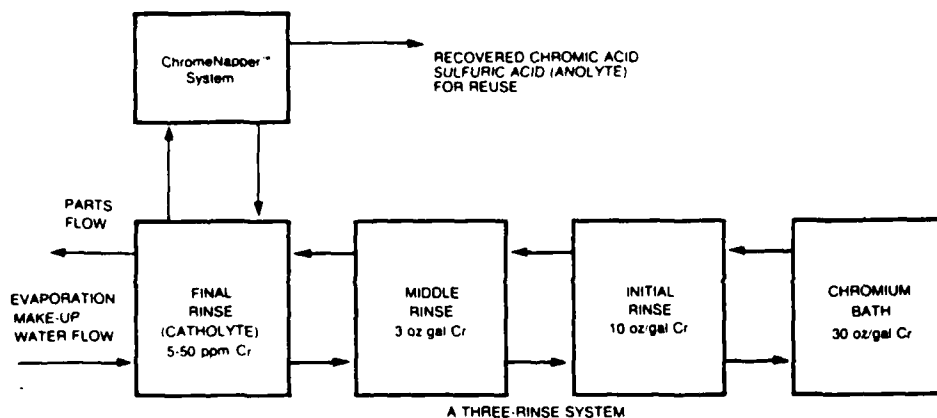 ChromeNapper™
System
RECOVERED CHROMIC ACID
SULFURIC ACID (ANOLYTE)
FOR REUSE
PARTS
FLOW
EVAPORATION
MAKE-UP
WATER FLOW
FINAL
RINSE
(CATHOLYTE)
5-50 ppm Cr
MIDDLE
RINSE
3 oz gal Cr
INITIAL
RINSE
10 oz/gal Cr
CHROMIUM
BATH
30 oz/gal Cr
A THREE-RINSE SYSTEM